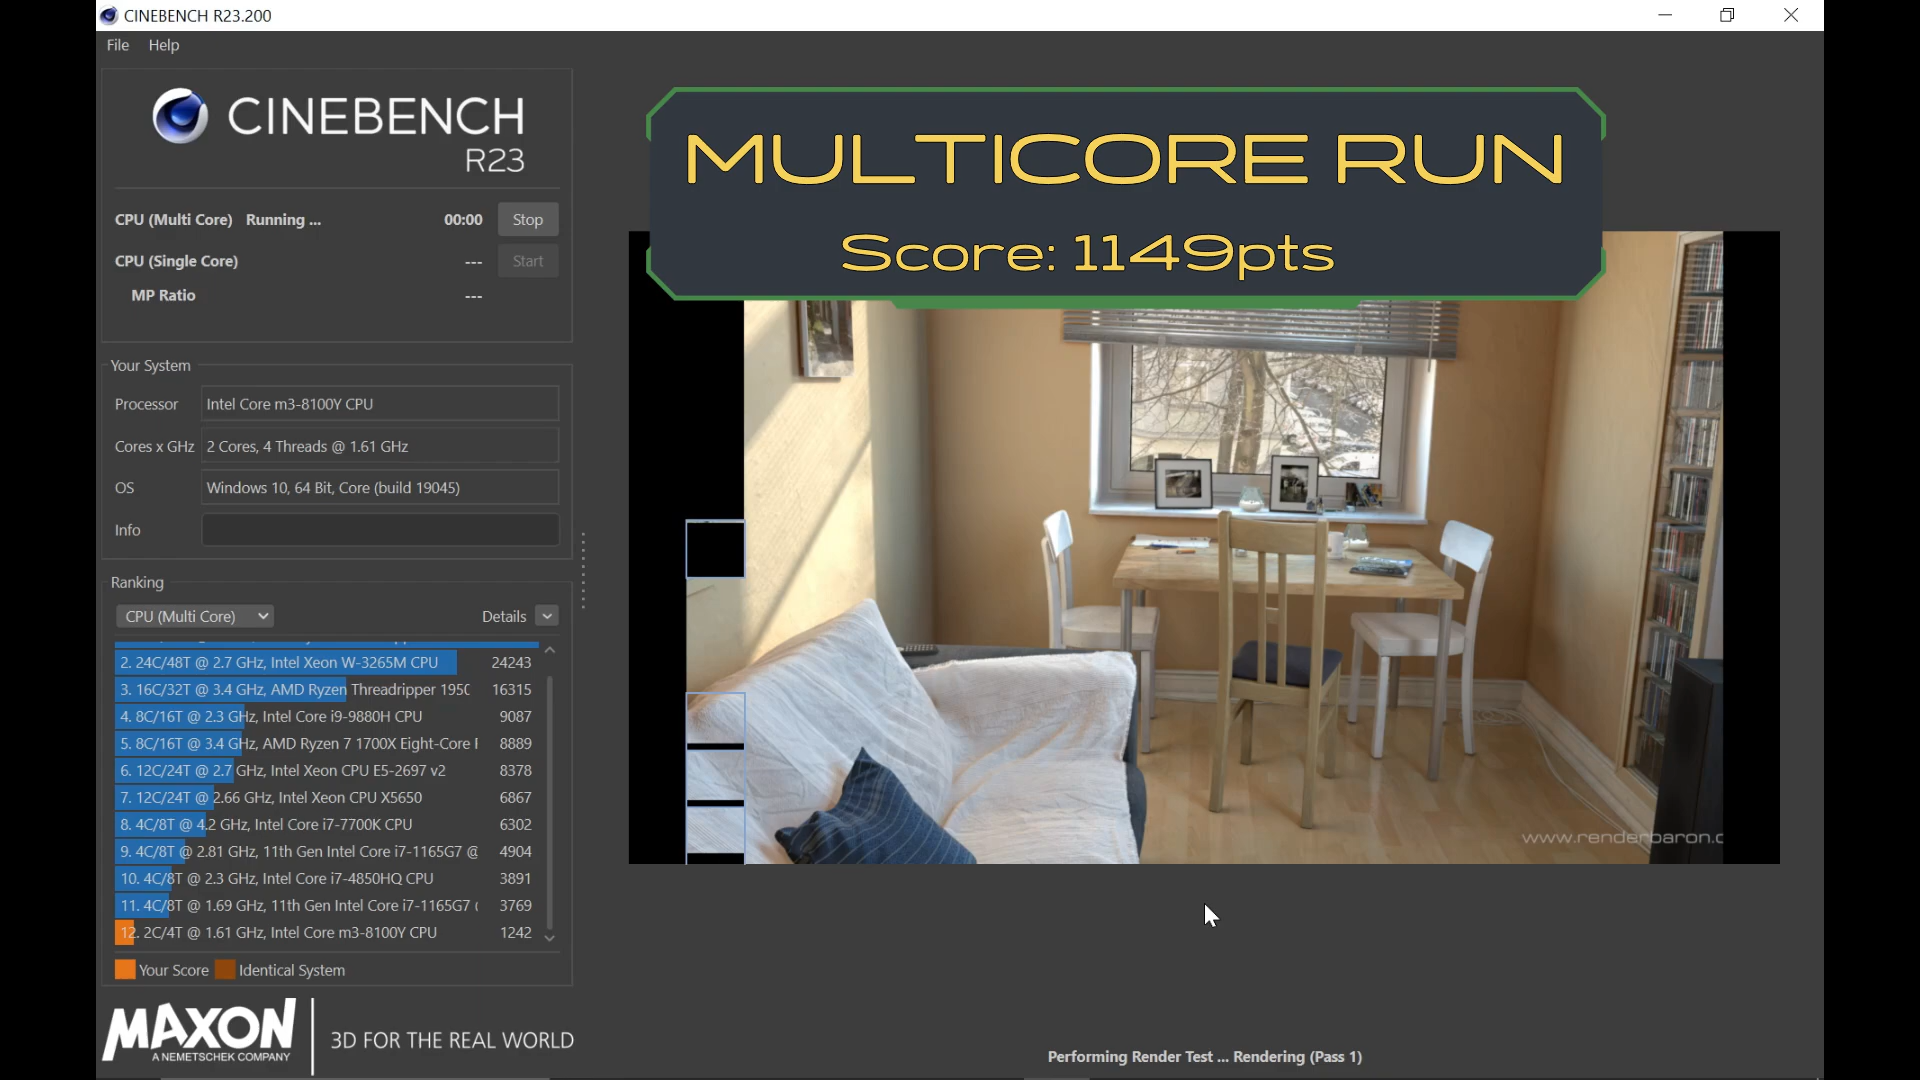 CINEBENCH R23.200
File Help
CINEBENCH
R23
CPU (Multi Core) Running ... 00:00 Stop
CPU (Single Core) --- Start
MP Ratio ---
Your System
Processor Intel Core m3-8100Y CPU
Cores x GHz 2 Cores, 4 Threads @ 1.61 GHz
OS Windows 10, 64 Bit, Core (build 19045)
Info
Ranking
CPU (Multi Core) Details
2. 24C/48T @ 2.7 GHz, Intel Xeon W-3265M CPU 24243
3. 16C/32T @ 3.4 GHz, AMD Ryzen Threadripper 195 16315
4. 8C/16T @ 2.3 GHz, Intel Core i9-9880H CPU 9087
5. 8C/16T @ 3.4 GHz, AMD Ryzen 7 1700X Eight-Core 8889
6. 12C/24T @ 2.7 GHz, Intel Xeon CPU E5-2697 v2 8378
7. 12C/24T @ 2.66 GHz, Intel Xeon CPU X5650 6867
8. 4C/8T @ 4.2 GHz, Intel Core i7-7700K CPU 6302
9. 4C/8T @ 2.81 GHz, 11th Gen Intel Core i7-1165G7 @ 4904
10. 4C/8T @ 2.3 GHz, Intel Core i7-4850HQ CPU 3891
11. 4C/8T @ 1.69 GHz, 11th Gen Intel Core i7-1165G7 3769
12. 2C/4T @ 1.61 GHz, Intel Core m3-8100Y CPU 1242
Your Score Identical System
MAXON
A NEMETSCHEK COMPANY
3D FOR THE REAL WORLD
MULTICORE RUN
Score: 1149pts
www.renderbaron.c
Performing Render Test ... Rendering (Pass 1)